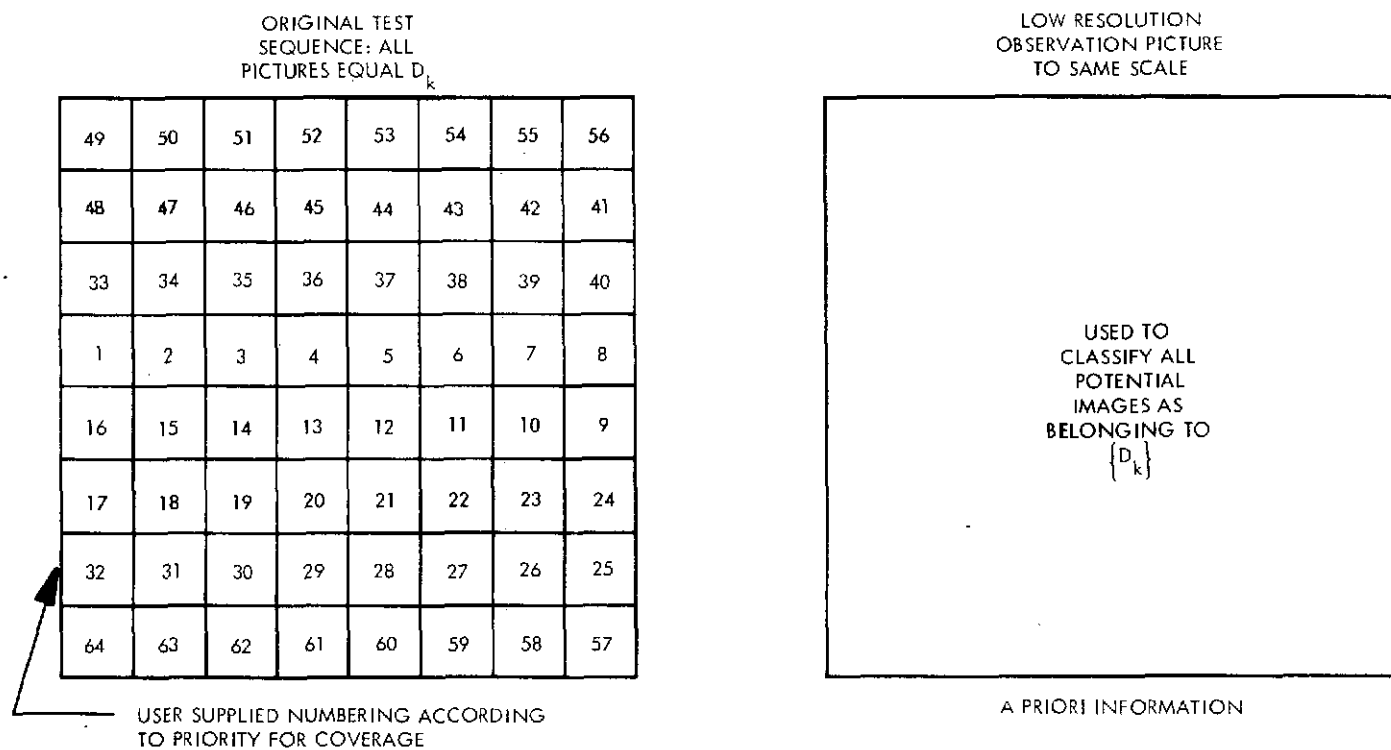 ORIGINAL TEST
SEQUENCE: ALL
PICTURES EQUAL D_k
49 50 51 52 53 54 55 56
48 47 46 45 44 43 42 41
33 34 35 36 37 38 39 40
1 2 3 4 5 6 7 8
16 15 14 13 12 11 10 9
17 18 19 20 21 22 23 24
32 31 30 29 28 27 26 25
64 63 62 61 60 59 58 57
USER SUPPLIED NUMBERING ACCORDING
TO PRIORITY FOR COVERAGE
LOW RESOLUTION
OBSERVATION PICTURE
TO SAME SCALE
USED TO
CLASSIFY ALL
POTENTIAL
IMAGES AS
BELONGING TO
{D_k}
A PRIORI INFORMATION